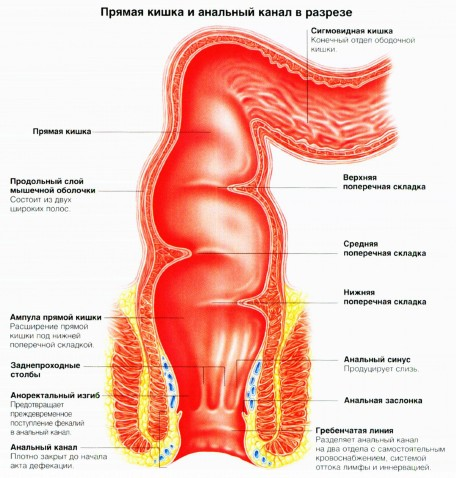 Прямая кишка и анальный канал в разрезе
Сигмовидная кишка
Конечный отдел ободочной
кишки.
Прямая кишка
Продольный слой
мышечной оболочки
Состоит из двух
широких полос.
Верхняя
поперечная складка
Средняя
поперечная складка
Нижняя
поперечная складка
Ампула прямой кишки
Расширение прямой
кишки под нижней
поперечной складкой.
Заднепроходные
столбы
Аноректальный изгиб
Предотвращает
преждевременное
поступление фекалий
в анальный канал.
Анальный канал
Плотно закрыт до начала
акта дефекации.
Анальный синус
Продуцирует слизь.
Анальная заслонка
Гребенчатая линия
Разделяет анальный канал
на два отдела с самостоятельным
кровоснабжением, системой
оттока лимфы и иннервацией.